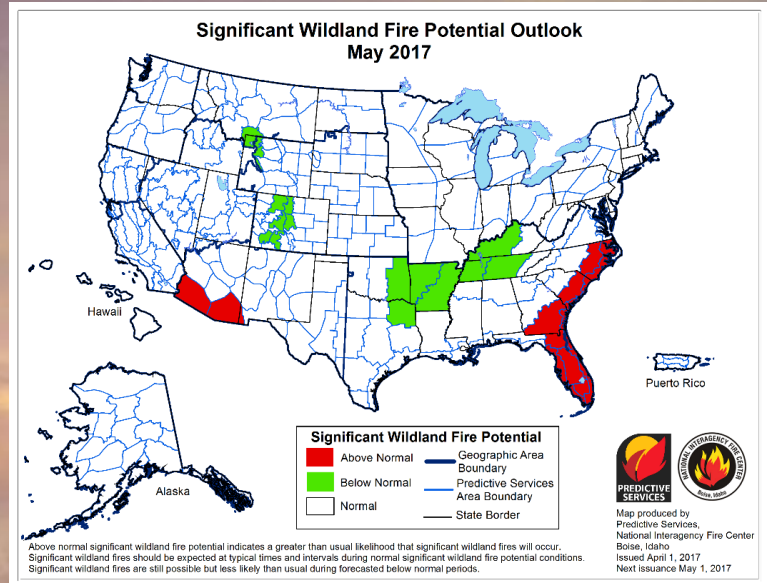 Significant Wildland Fire Potential Outlook
May 2017
Hawaii
Puerto Rico
Alaska
Significant Wildland Fire Potential
Above Normal
Below Normal
Normal
Geographic Area
Boundary
Predictive Services
Area Boundary
State Border
PREDICTIVE
SERVICES
NATIONAL INTERAGENCY FIRE CENTER
Boise, Idaho
Map produced by
Predictive Services,
National Interagency Fire Center
Boise, Idaho
Issued April 1, 2017
Next issuance May 1, 2017
Above normal significant wildland fire potential indicates a greater than usual likelihood that significant wildland fires will occur.
Significant wildland fires should be expected at typical times and intervals during normal significant wildland fire potential conditions.
Significant wildland fires are still possible but less likely than usual during forecasted below normal periods.